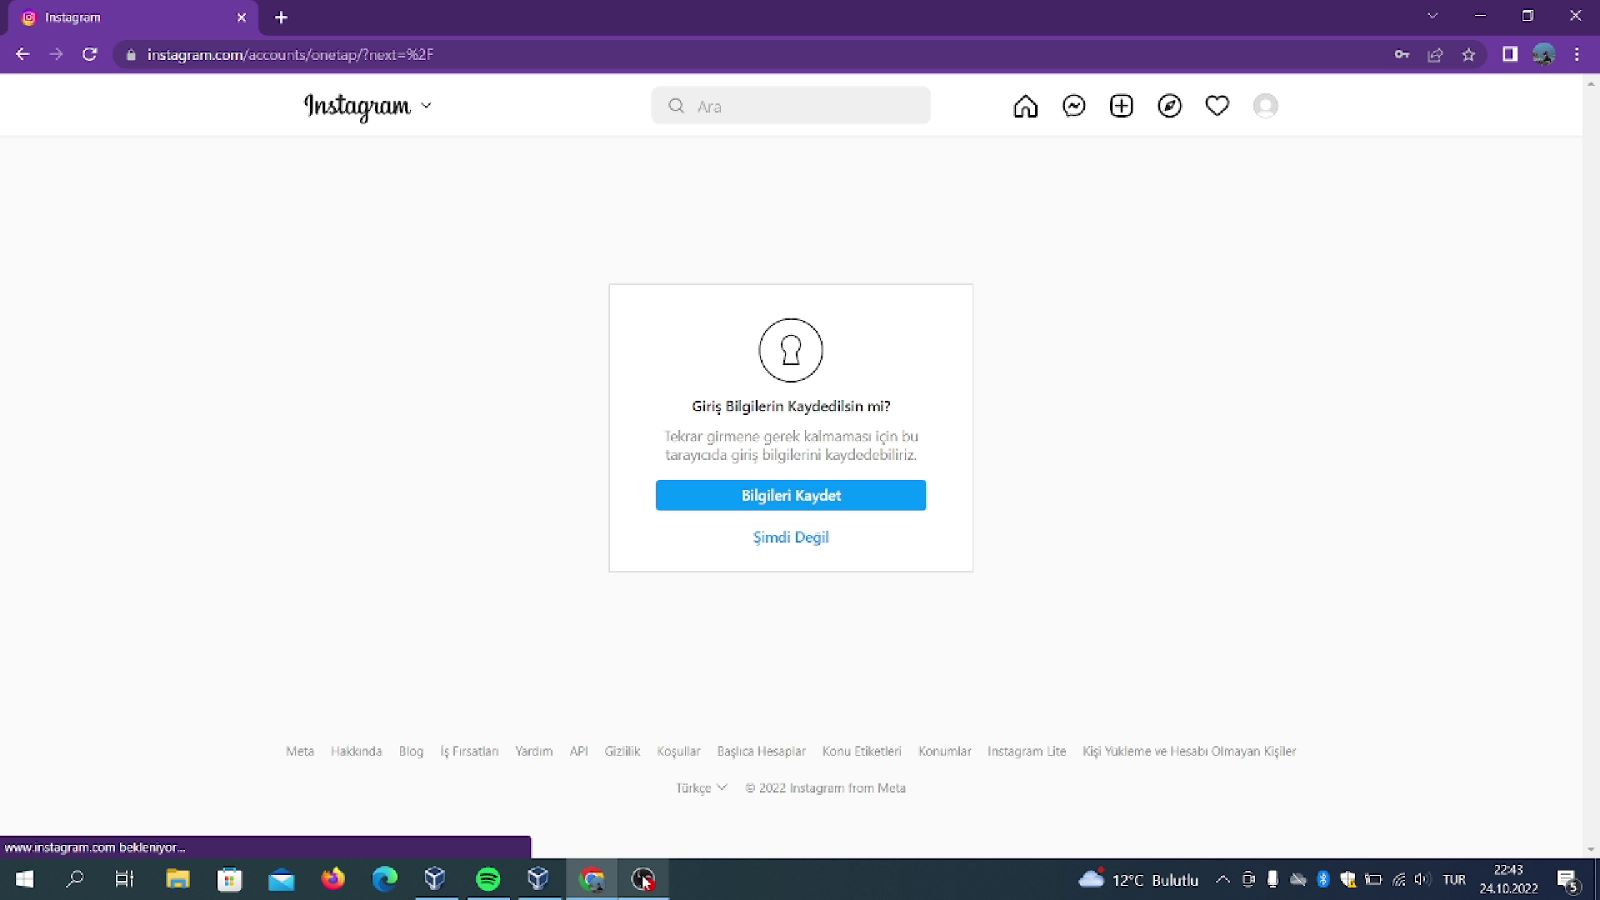 Instagram
instagram.com/accounts/onetap/?next=%2F
Instagram
Ara
Giriş Bilgilerin Kaydedilsin mi?
Tekrar girmene gerek kalmaması için bu
tarayıcıda giriş bilgilerini kaydedebiliriz.
Bilgileri Kaydet
Şimdi Değil
Meta Hakkında Blog İş Fırsatları Yardım API Gizlilik Koşullar Başlıca Hesaplar Konu Etiketleri Konumlar Instagram Lite Kişi Yükleme ve Hesabı Olmayan Kişiler
Türkçe © 2022 Instagram from Meta
www.instagram.com bekleniyor...
12°C Bulutlu
TUR
22:43
24.10.2022
5